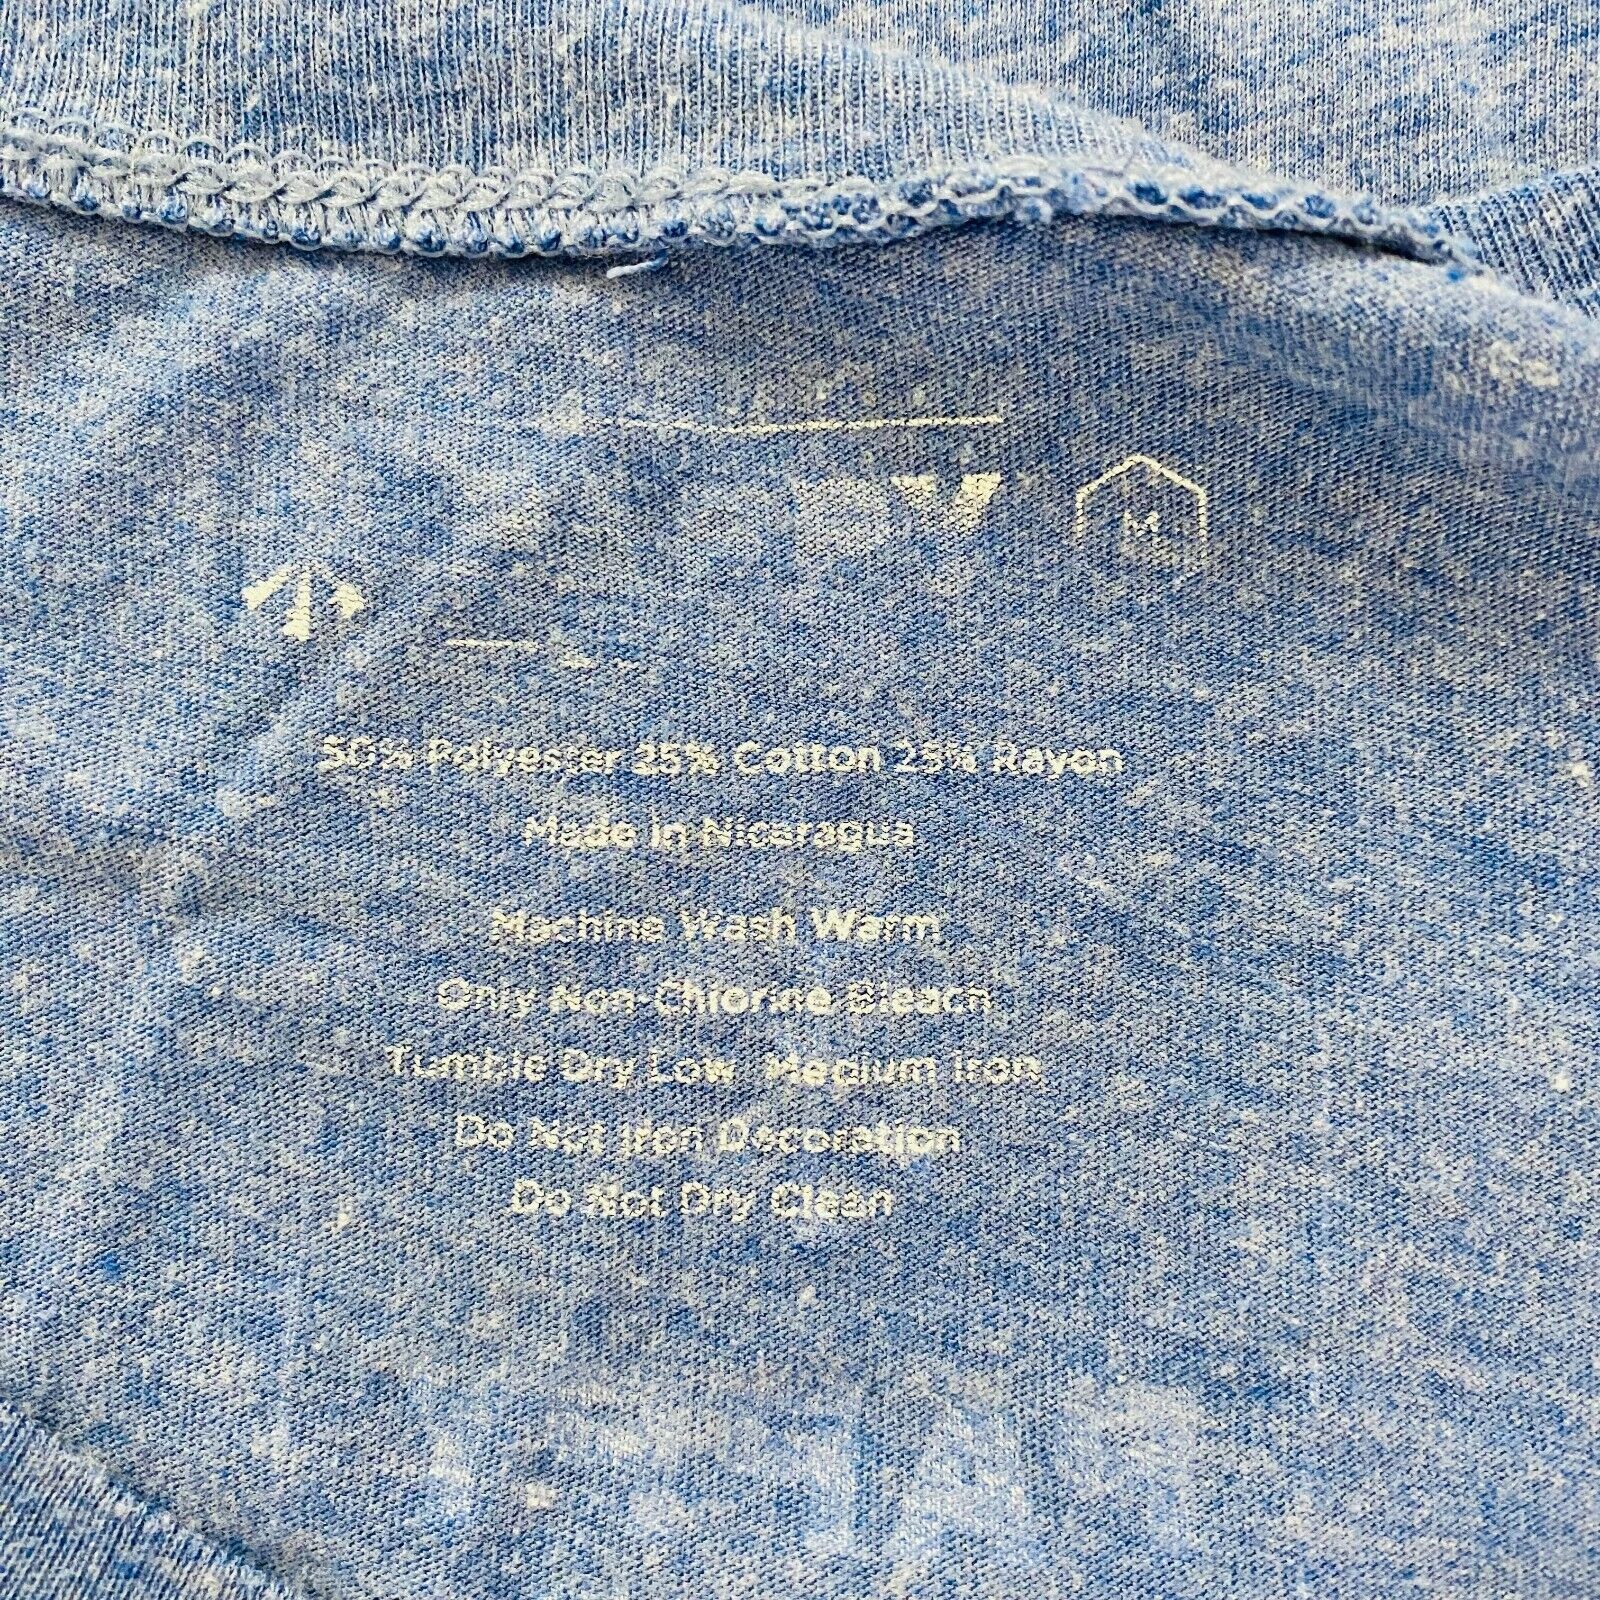 M
50% Polyester 25% Cotton 25% Rayon
Made in Nicaragua
Machine Wash Warm
Only Non-Chlorine Bleach
Tumble Dry Low Medium Iron
Do Not Iron Decoration
Do Not Dry Clean